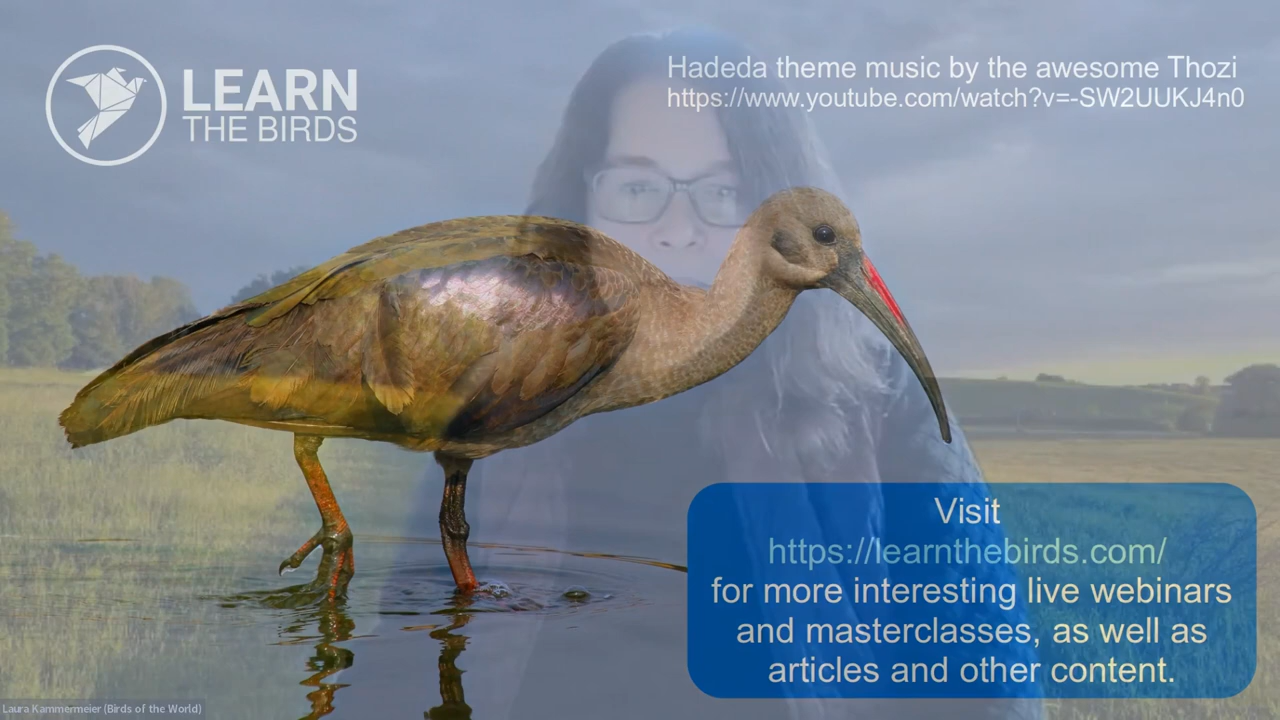 LEARN
THE BIRDS
Hadeda theme music by the awesome Thozi
https://www.youtube.com/watch?v=-SW2UUKJ4n0
Visit
https://learnthebirds.com/
for more interesting live webinars
and masterclasses, as well as
articles and other content.
Laura Kammermeier (Birds of the World)